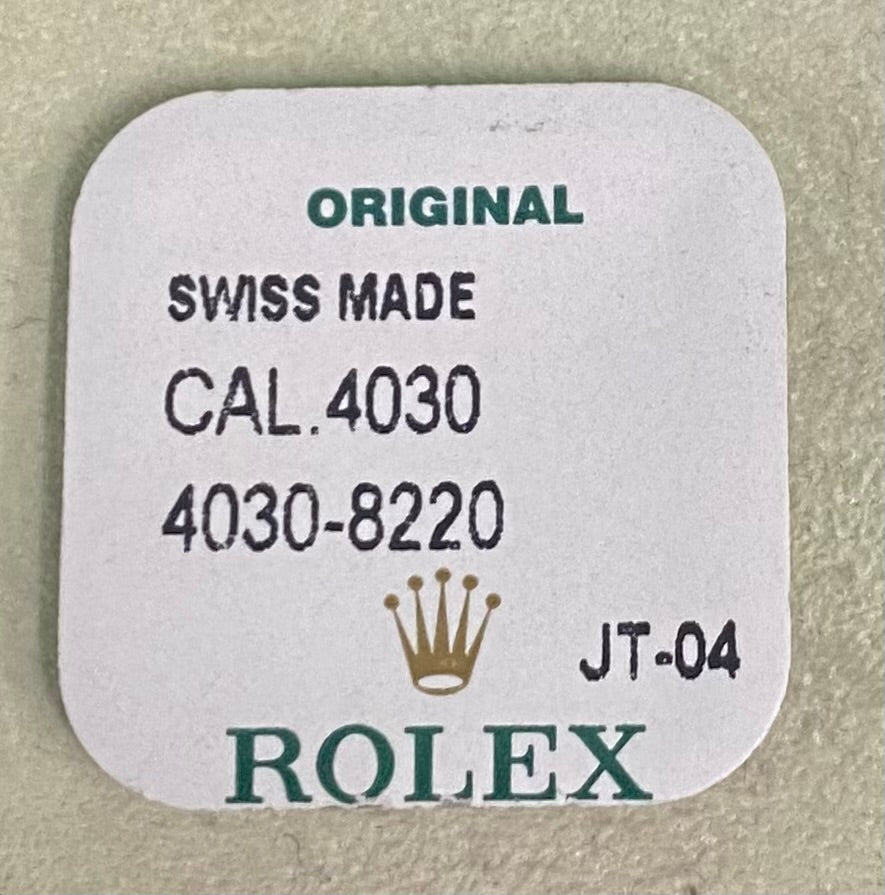 ORIGINAL
SWISS MADE
CAL.4030
4030-8220
JT-04
ROLEX